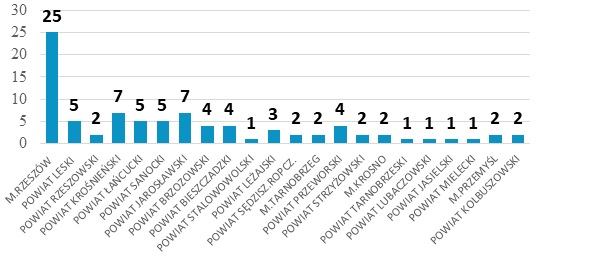 30
25
20
15
10
5
0
25 5 2 7 5 5 7 4 4 1 3 2 2 4 2 2 1 1 1 1 2 2
M.RZESZÓW
POWIAT LESKI
POWIAT RZESZOWSKI
POWIAT KROŚNIEŃSKI
POWIAT ŁAŃCUCKI
POWIAT SANOCKI
POWIAT JAROSŁAWSKI
POWIAT BRZOZOWSKI
POWIAT BIESZCZADZKI
POWIAT STALOWOWOLSKI
POWIAT LEŻAJSKI
POWIAT SĘDZISZ.ROPCZ.
M.TARNOBRZEG
POWIAT PRZEWORSKI
POWIAT STRZYŻOWSKI
M.KROSNO
POWIAT TARNOBRZESKI
POWIAT LUBACZOWSKI
POWIAT JASIELSKI
POWIAT MIELECKI
M.PRZEMYŚL
POWIAT KOLBUSZOWSKI